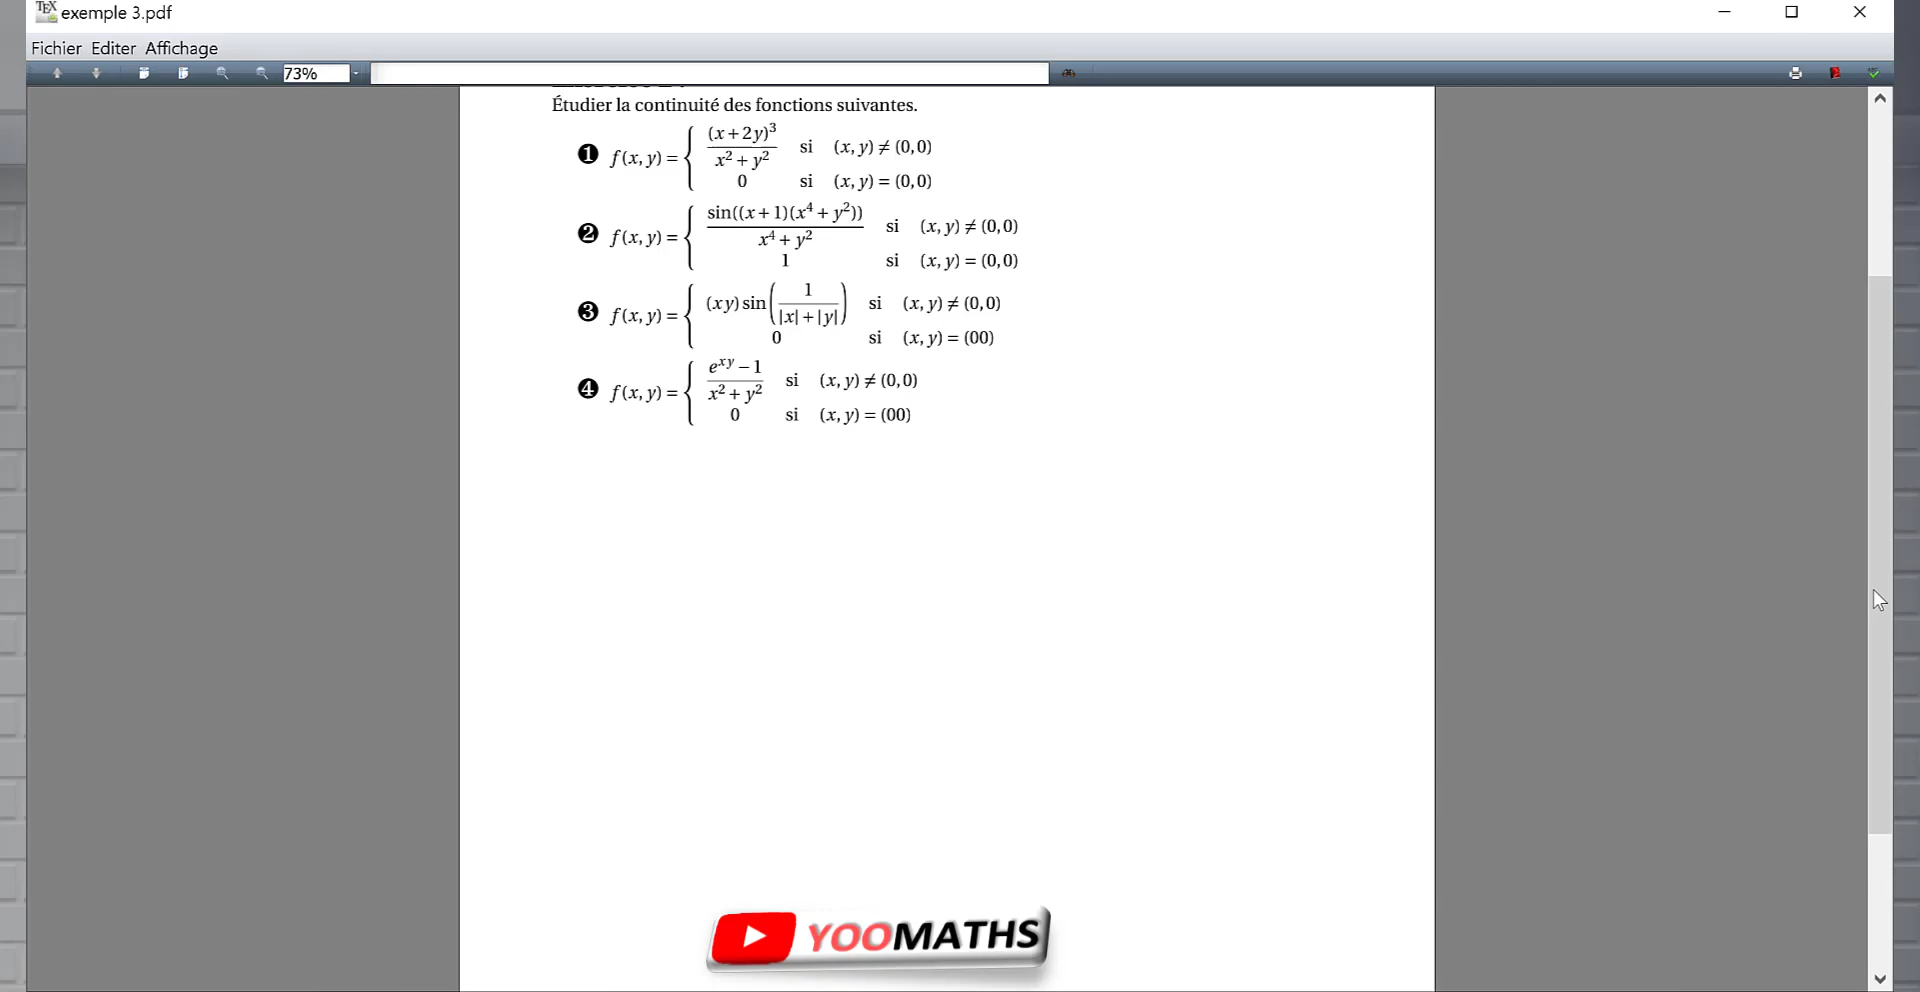 exemple 3.pdf
Fichier Editer Affichage
73%
Étudier la continuité des fonctions suivantes.
❶ f(x, y) = { (x+2y)³ / x² + y² si (x, y) ≠ (0,0)
0 si (x, y) = (0,0)
❷ f(x, y) = { sin((x+1)(x⁴ + y²)) / x⁴ + y² si (x, y) ≠ (0,0)
1 si (x, y) = (0,0)
❸ f(x, y) = { (xy) sin( 1 / |x|+|y| ) si (x, y) ≠ (0,0)
0 si (x, y) = (00)
❹ f(x, y) = { eˣʸ − 1 / x² + y² si (x, y) ≠ (0,0)
0 si (x, y) = (00)
YOOMATHS